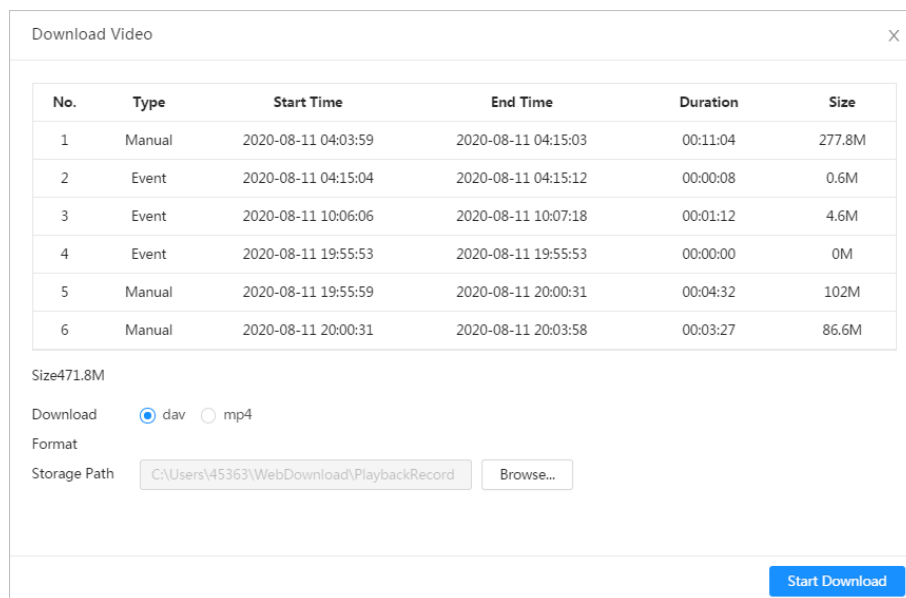 Download Video
No. Type Start Time End Time Duration Size
1 Manual 2020-08-11 04:03:59 2020-08-11 04:15:03 00:11:04 277.8M
2 Event 2020-08-11 04:15:04 2020-08-11 04:15:12 00:00:08 0.6M
3 Event 2020-08-11 10:06:06 2020-08-11 10:07:18 00:01:12 4.6M
4 Event 2020-08-11 19:55:53 2020-08-11 19:55:53 00:00:00 0M
5 Manual 2020-08-11 19:55:59 2020-08-11 20:00:31 00:04:32 102M
6 Manual 2020-08-11 20:00:31 2020-08-11 20:03:58 00:03:27 86.6M
Size471.8M
Download dav mp4
Format
Storage Path C:\Users\45363\WebDownload\PlaybackRecord Browse...
Start Download